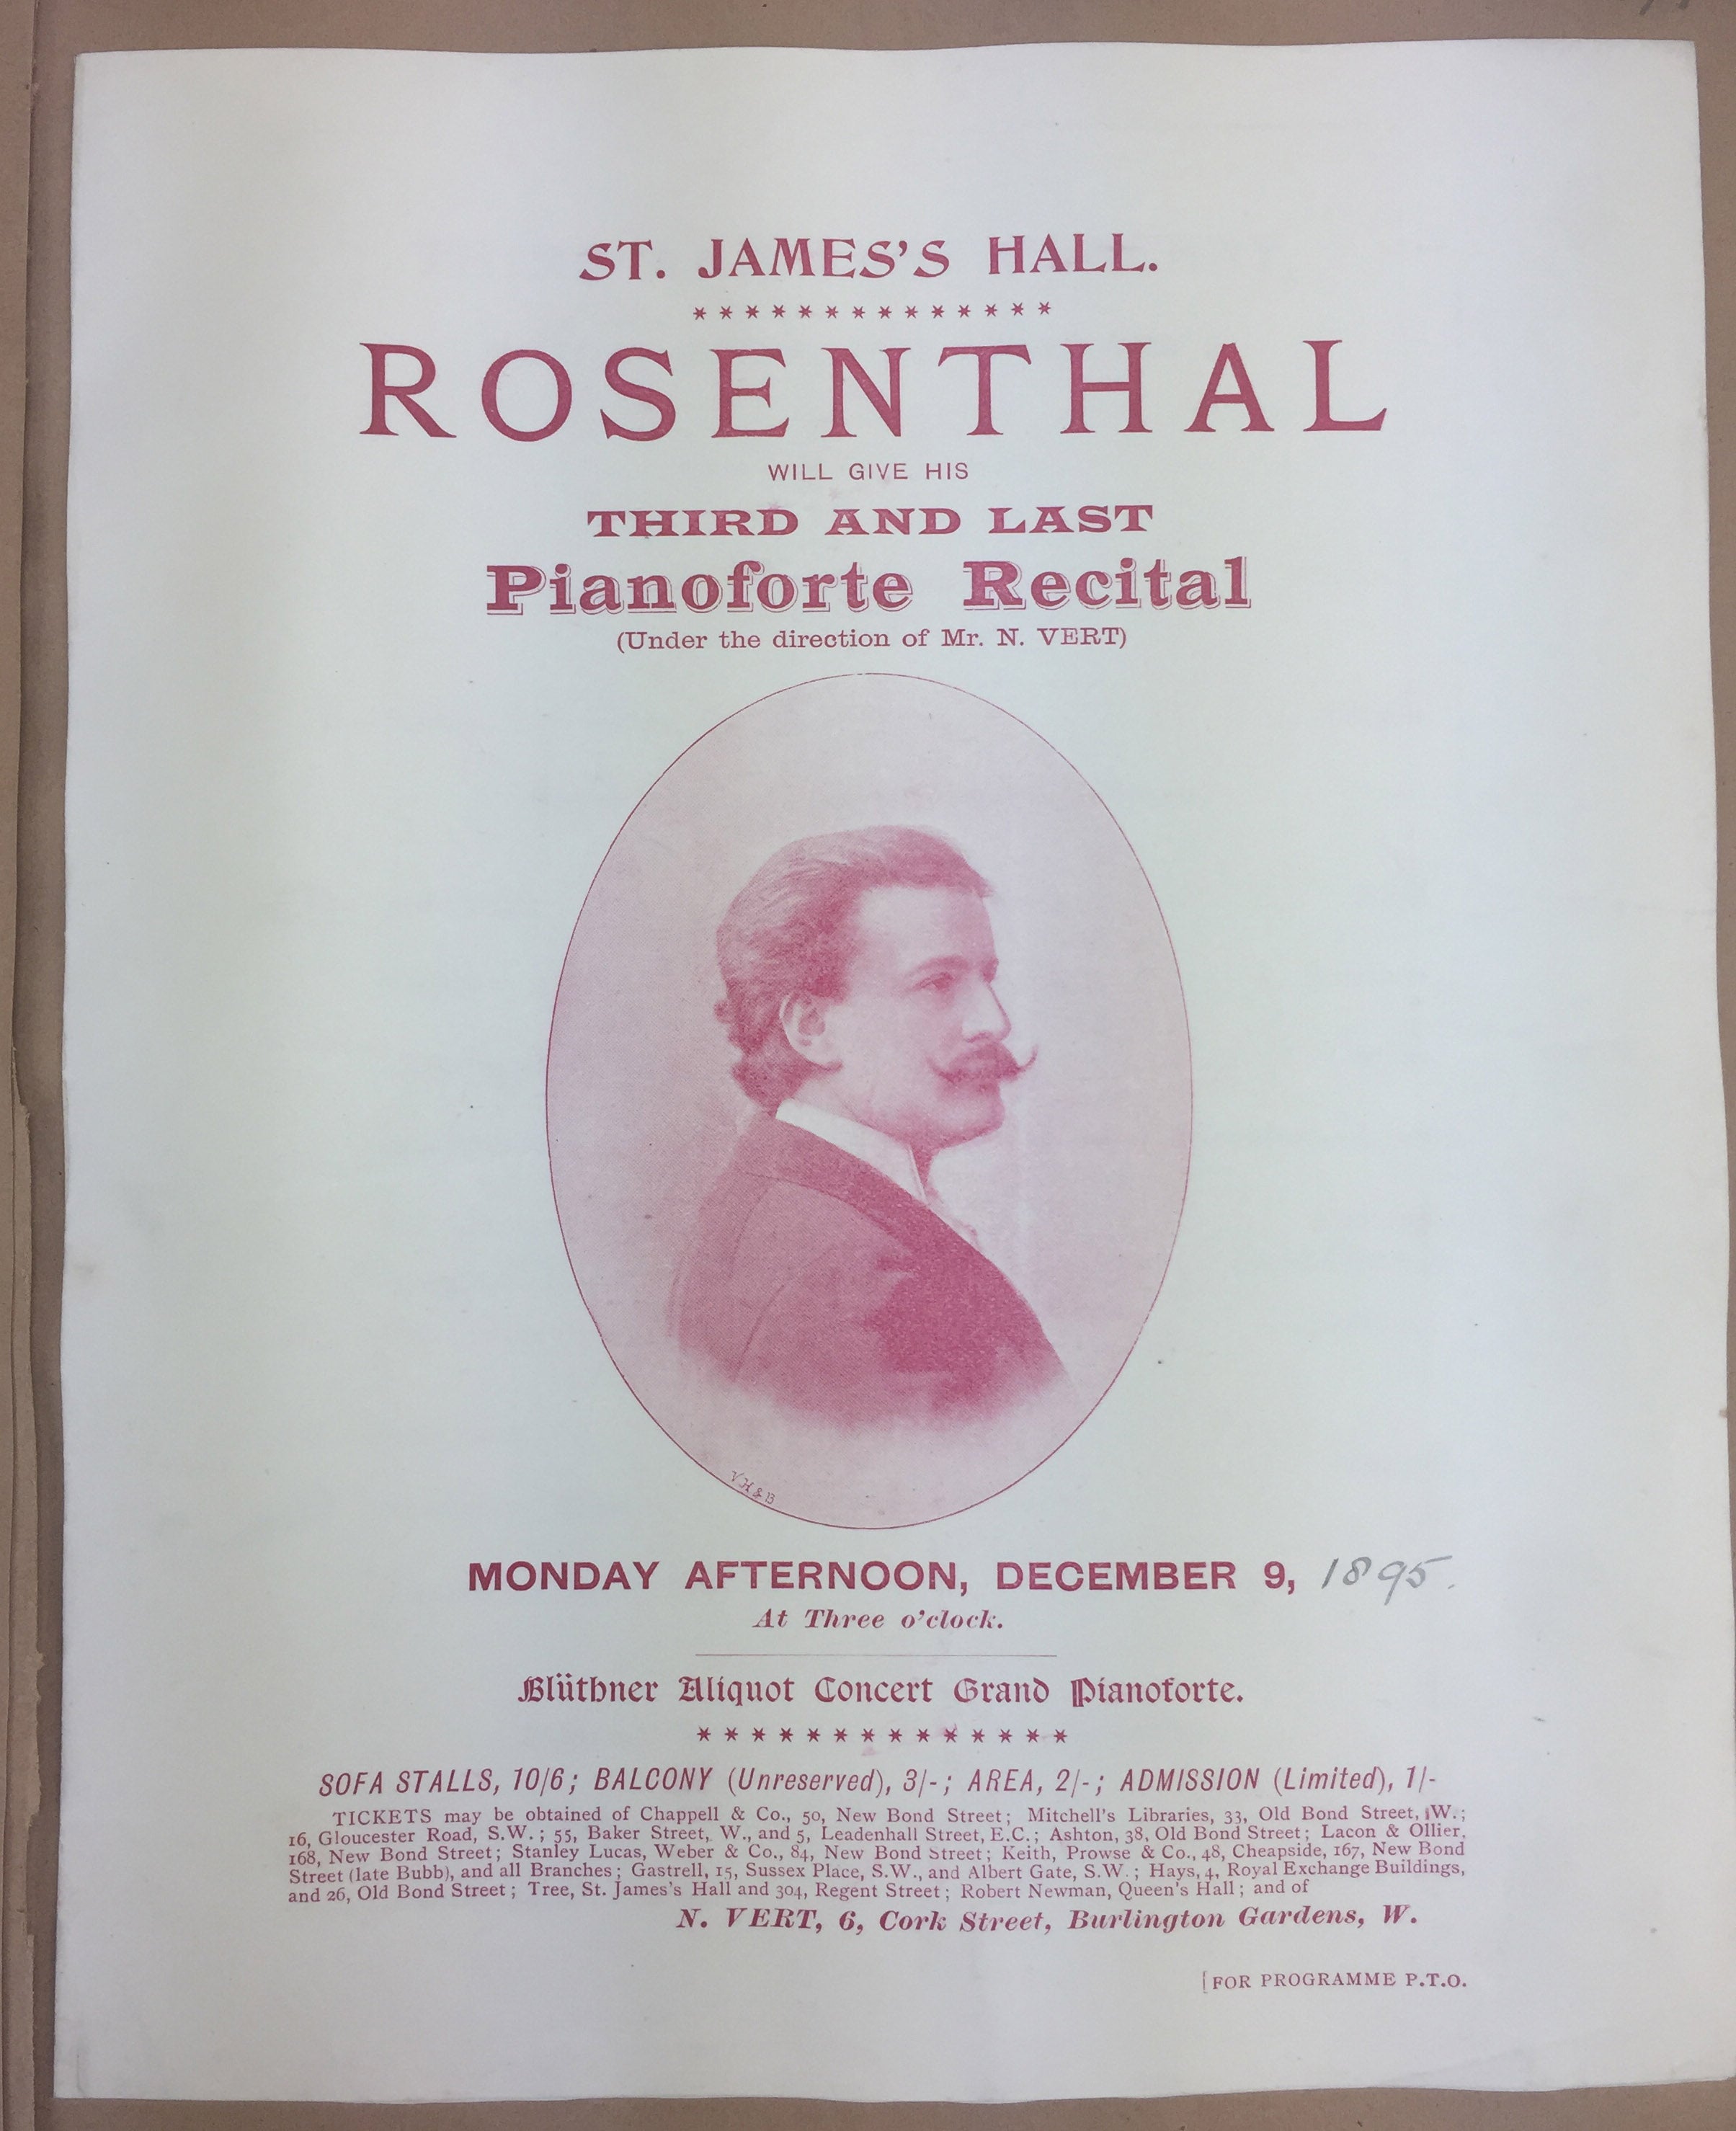 ST. JAMES'S HALL.
* * * * * * * * * * * * * *
ROSENTHAL
WILL GIVE HIS
THIRD AND LAST
Pianoforte Recital
(Under the direction of Mr. N. VERT)
V H & B
MONDAY AFTERNOON, DECEMBER 9, 1895.
At Three o'clock.
Blüthner Aliquot Concert Grand Pianoforte.
* * * * * * * * * * * * * *
SOFA STALLS, 10/6; BALCONY (Unreserved), 3/-; AREA, 2/-; ADMISSION (Limited), 1/-
TICKETS may be obtained of Chappell & Co., 50, New Bond Street; Mitchell's Libraries, 33, Old Bond Street, W.;
16, Gloucester Road, S.W.; 55, Baker Street, W., and 5, Leadenhall Street, E.C.; Ashton, 38, Old Bond Street; Lacon & Ollier,
168, New Bond Street; Stanley Lucas, Weber & Co., 84, New Bond Street; Keith, Prowse & Co., 48, Cheapside, 167, New Bond
Street (late Bubb), and all Branches; Gastrell, 15, Sussex Place, S.W., and Albert Gate, S.W.; Hays, 4, Royal Exchange Buildings,
and 26, Old Bond Street; Tree, St. James's Hall and 304, Regent Street; Robert Newman, Queen's Hall; and of
N. VERT, 6, Cork Street, Burlington Gardens, W.
[FOR PROGRAMME P.T.O.